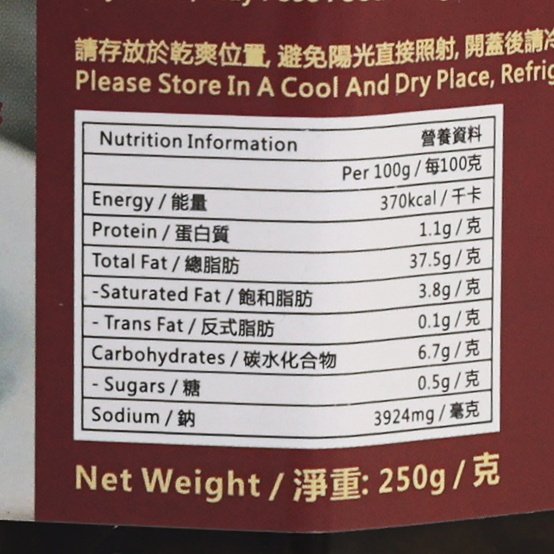 請存放於乾爽位置, 避免陽光直接照射, 開蓋後請冷
Please Store In A Cool And Dry Place, Refrig
Nutrition Information 營養資料
Per 100g / 每100克
Energy / 能量 370kcal / 千卡
Protein / 蛋白質 1.1g / 克
Total Fat / 總脂肪 37.5g / 克
-Saturated Fat / 飽和脂肪 3.8g / 克
- Trans Fat / 反式脂肪 0.1g / 克
Carbohydrates / 碳水化合物 6.7g / 克
- Sugars / 糖 0.5g / 克
Sodium / 鈉 3924mg / 毫克
Net Weight / 淨重: 250g / 克